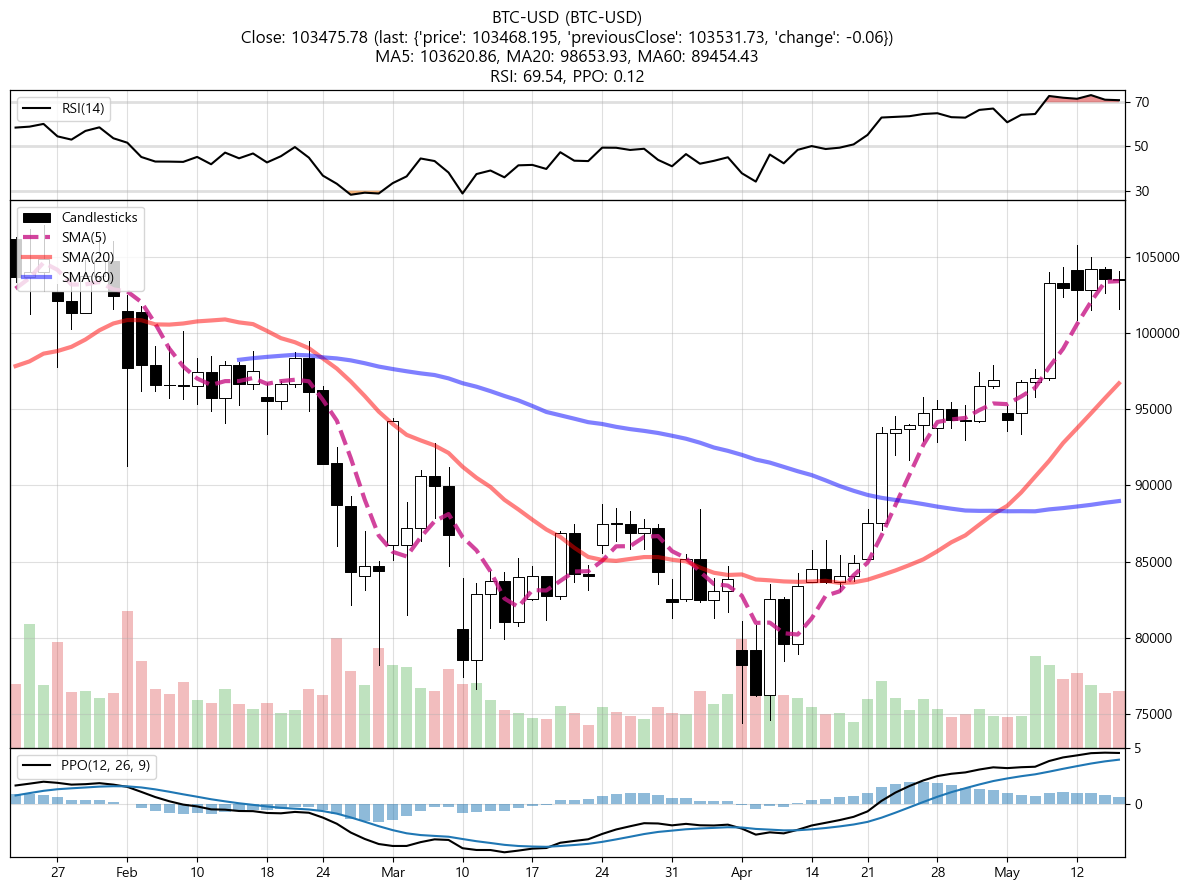 BTC-USD (BTC-USD)
Close: 103475.78 (last: {'price': 103468.195, 'previousClose': 103531.73, 'change': -0.06})
MA5: 103620.86, MA20: 98653.93, MA60: 89454.43
RSI: 69.54, PPO: 0.12
RSI(14)
70
50
30
Candlesticks
SMA(5)
SMA(20)
SMA(60)
105000
100000
95000
90000
85000
80000
75000
PPO(12, 26, 9)
5
0
27 Feb 10 18 24 Mar 10 17 24 31 Apr 14 21 28 May 12